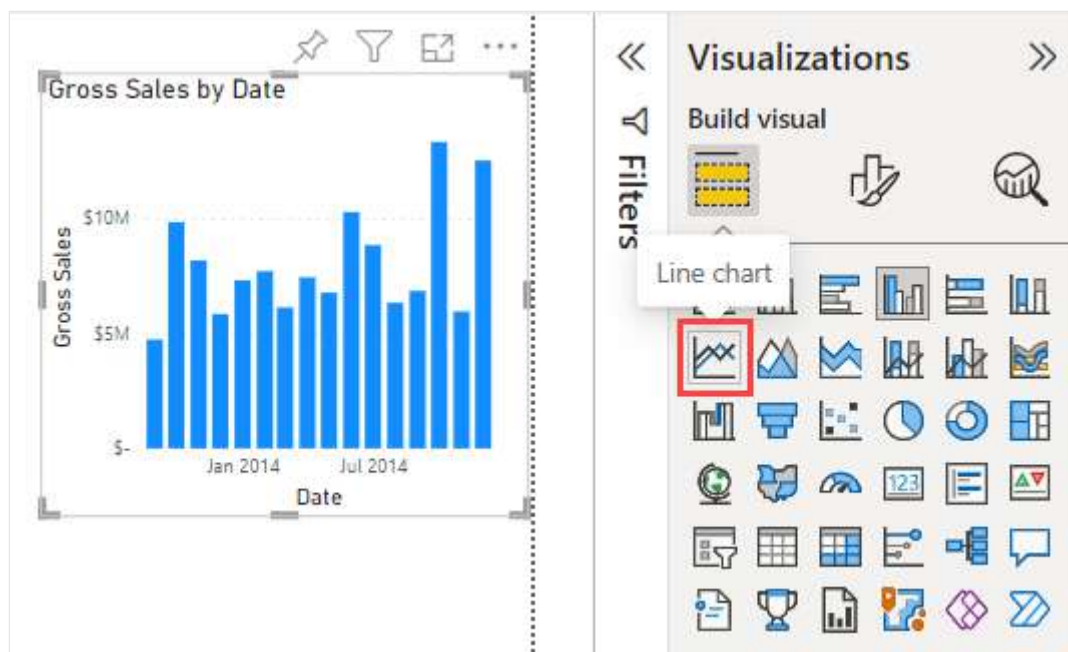 Gross Sales by Date
Gross Sales
$10M
$5M
$-
Jan 2014
Jul 2014
Date
Filters
Visualizations
Build visual
Line chart
123